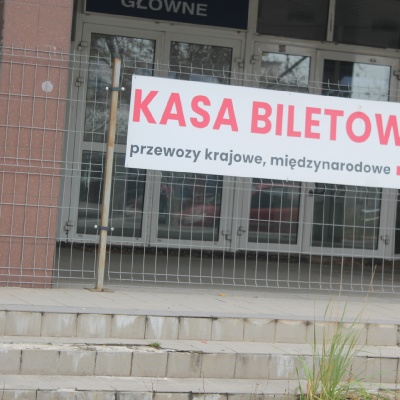 GŁÓWNE
KASA BILETOW
przewozy krajowe, międzynarodowe